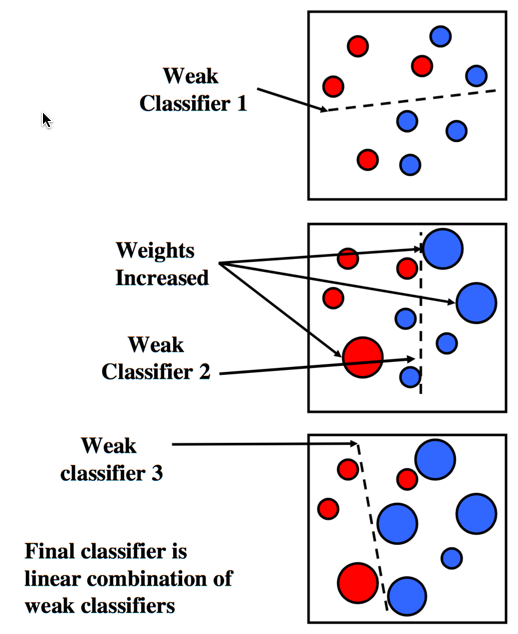 Weak
Classifier 1
Weights
Increased
Weak
Classifier 2
Weak
classifier 3
Final classifier is
linear combination of
weak classifiers